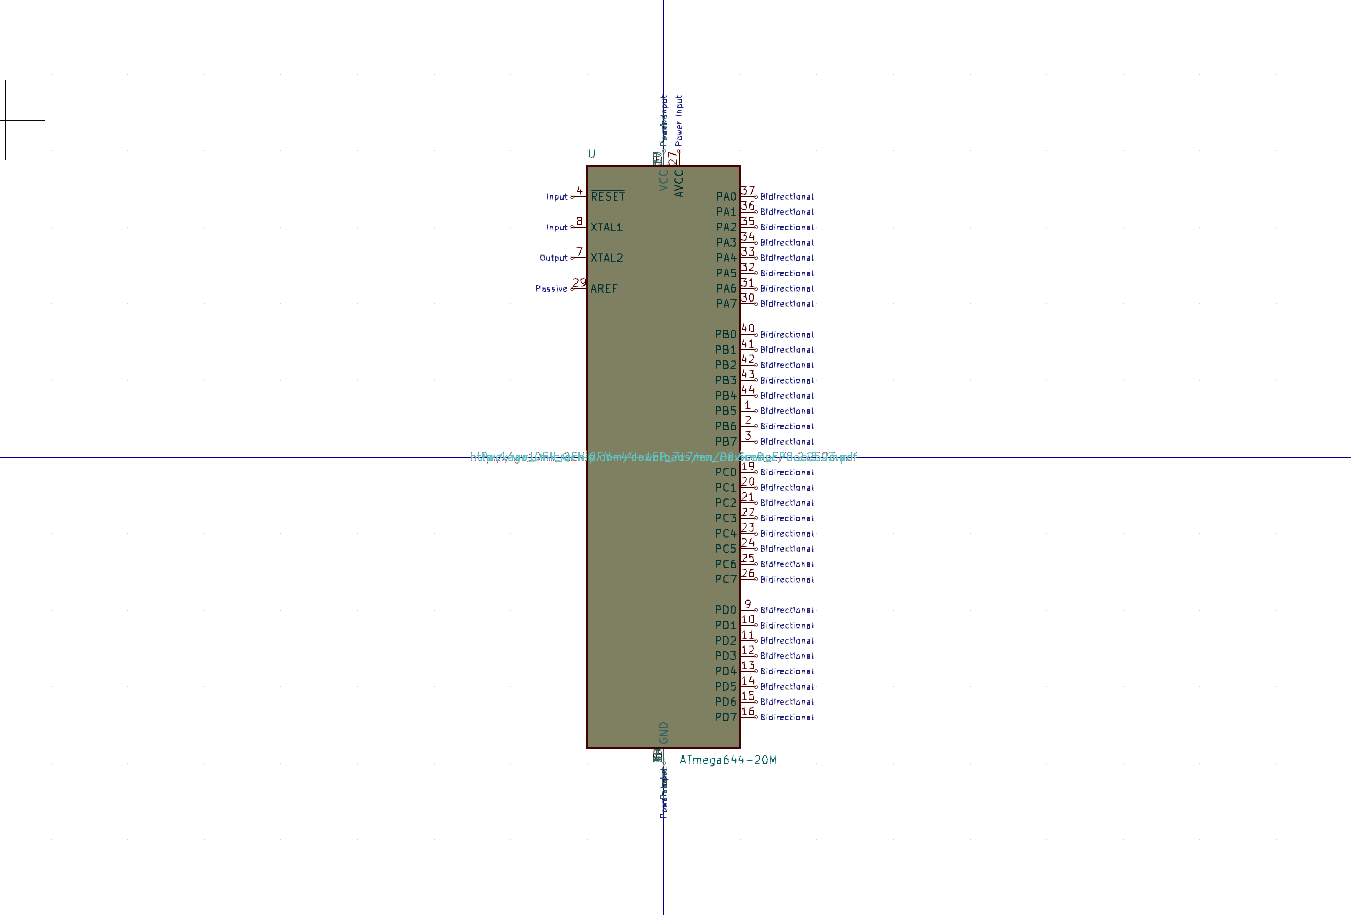 Power Input
27
U
VCC
AVCC
Input 4 RESET
Input 8 XTAL1
Output 7 XTAL2
Passive 29 AREF
PA0 37 Bidirectional
PA1 36 Bidirectional
PA2 35 Bidirectional
PA3 34 Bidirectional
PA4 33 Bidirectional
PA5 32 Bidirectional
PA6 31 Bidirectional
PA7 30 Bidirectional
PB0 40 Bidirectional
PB1 41 Bidirectional
PB2 42 Bidirectional
PB3 43 Bidirectional
PB4 44 Bidirectional
PB5 1 Bidirectional
PB6 2 Bidirectional
PB7 3 Bidirectional
PC0 19 Bidirectional
PC1 20 Bidirectional
PC2 21 Bidirectional
PC3 22 Bidirectional
PC4 23 Bidirectional
PC5 24 Bidirectional
PC6 25 Bidirectional
PC7 26 Bidirectional
PD0 9 Bidirectional
PD1 10 Bidirectional
PD2 11 Bidirectional
PD3 12 Bidirectional
PD4 13 Bidirectional
PD5 14 Bidirectional
PD6 15 Bidirectional
PD7 16 Bidirectional
GND
ATmega644-20M